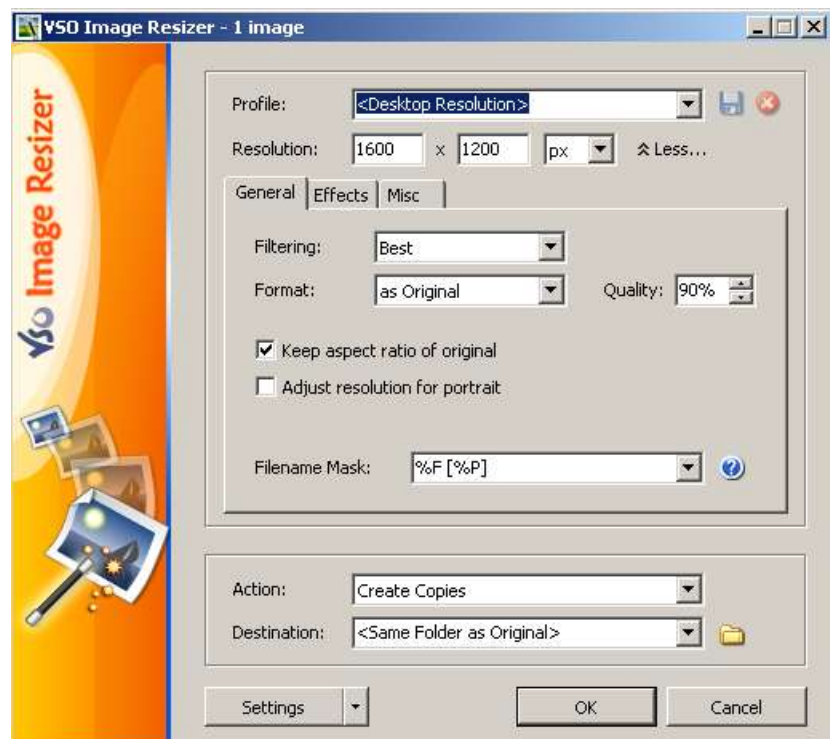 VSO Image Resizer - 1 image
VSO Image Resizer
Profile: <Desktop Resolution>
Resolution: 1600 x 1200 px Less...
General Effects Misc
Filtering: Best
Format: as Original Quality: 90%
Keep aspect ratio of original
Adjust resolution for portrait
Filename Mask: %F [%P]
Action: Create Copies
Destination: <Same Folder as Original>
Settings OK Cancel